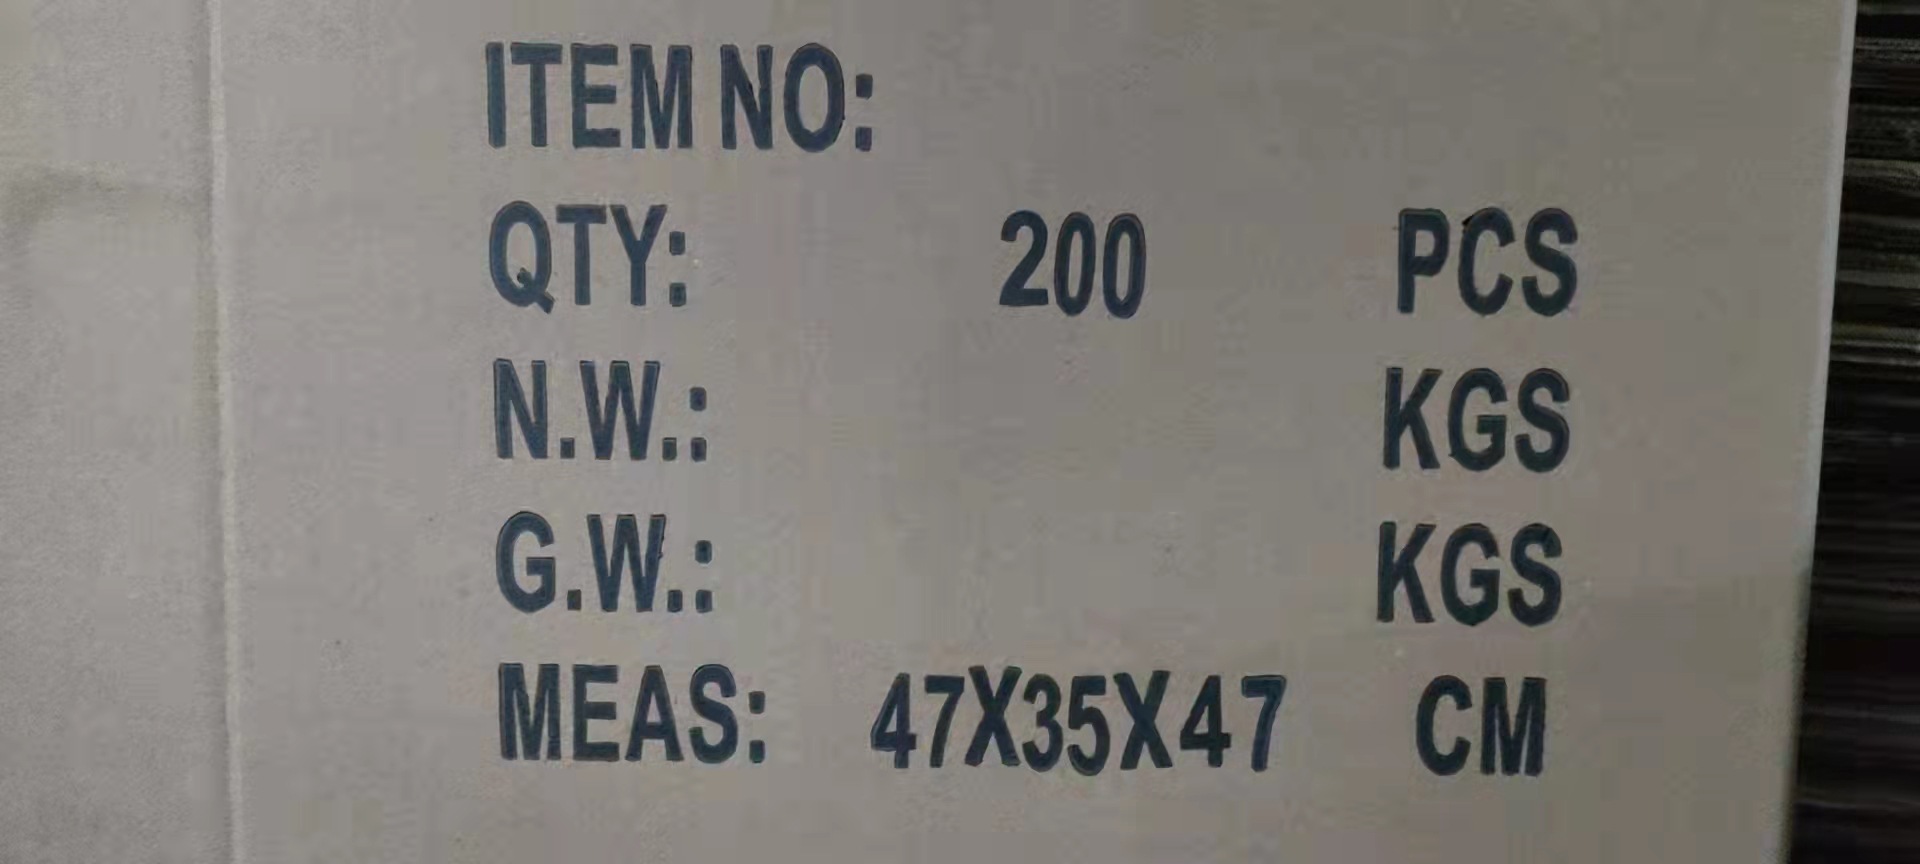 ITEM NO:
QTY: 200 PCS
N.W.: KGS
G.W.: KGS
MEAS: 47X35X47 CM